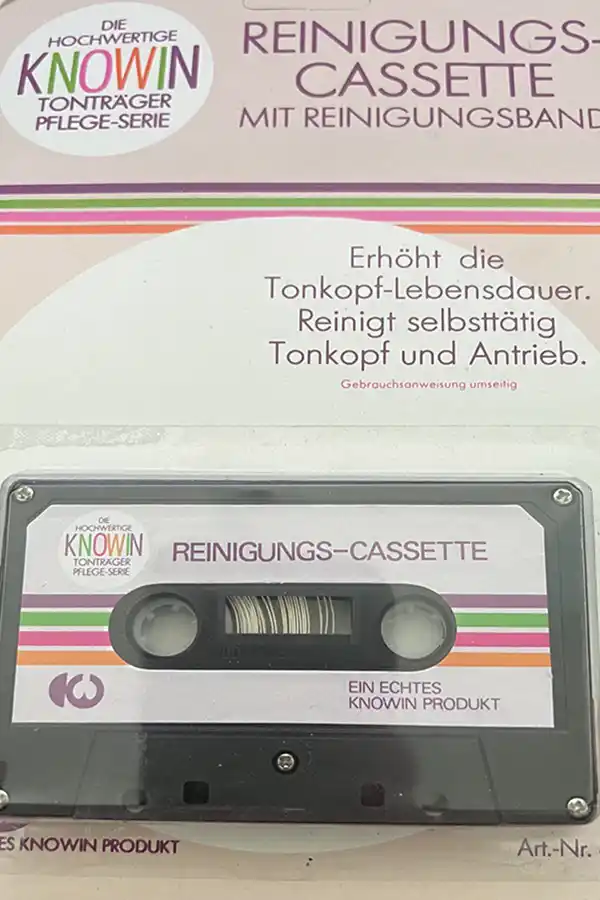 DIE
HOCHWERTIGE
KNOWIN
TONTRÄGER
PFLEGE-SERIE
REINIGUNGS-
CASSETTE
MIT REINIGUNGSBAND
Erhöht die
Tonkopf-Lebensdauer.
Reinigt selbsttätig
Tonkopf und Antrieb.
Gebrauchsanweisung umseitig
DIE
HOCHWERTIGE
KNOWIN
TONTRÄGER
PFLEGE-SERIE
REINIGUNGS-CASSETTE
EIN ECHTES
KNOWIN PRODUKT
ES KNOWIN PRODUKT
Art.-Nr.